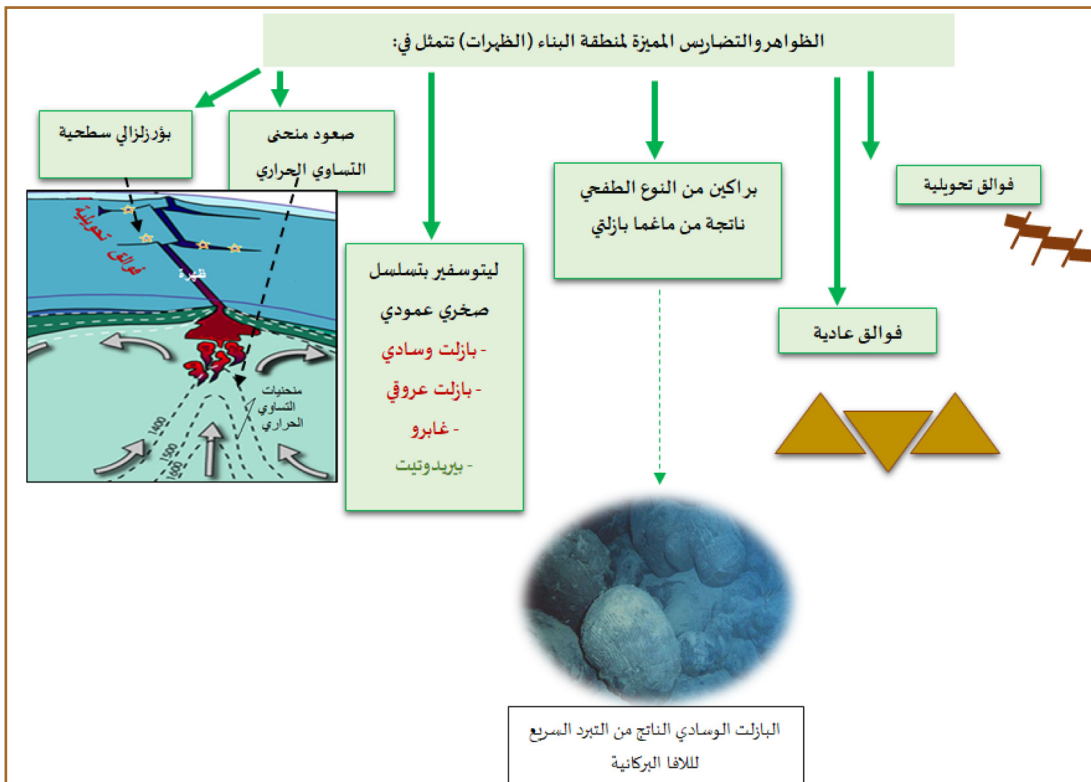 الظواهر والتضاريس المميزة لمنطقة البناء (الظهرات) تتمثل في:
فوالق تحويلية
فوالق عادية
براكين من النوع الطفحي
ناتجة من ماغما بازلتي
ليتوسفير بتسلسل
صخري عمودي
- بازلت وسادي
- بازلت عروقي
- غابرو
- بيريدوتيت
صعود منحنى
التساوي الحراري
بؤر زلزالي سطحية
فوالق تحويلية
ظهرة
منحنيات
التساوي
الحراري
1400
1500
1600
البازلت الوسادي الناتج من التبرد السريع
لللافا البركانية